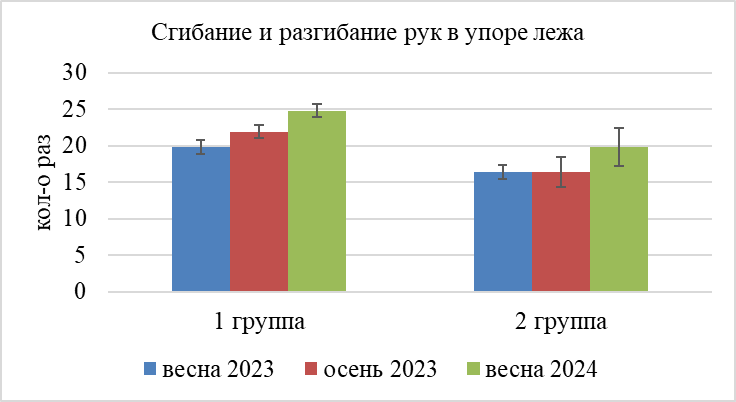 Сгибание и разгибание рук в упоре лежа
кол-о раз
30
25
20
15
10
5
0
1 группа
2 группа
весна 2023
осень 2023
весна 2024